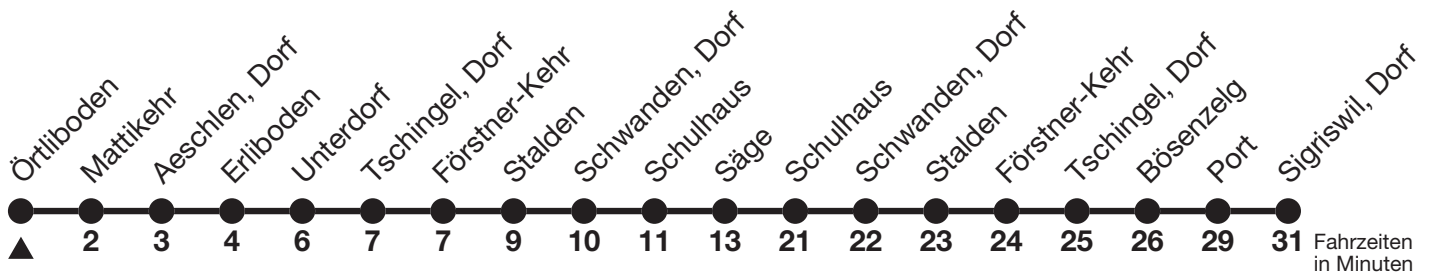 Örtliboden
Mattikehr
Aeschlen, Dorf
Erliboden
Unterdorf
Tschingel, Dorf
Förstner-Kehr
Stalden
Schwanden, Dorf
Schulhaus
Säge
Schulhaus
Schwanden, Dorf
Stalden
Förstner-Kehr
Tschingel, Dorf
Bösenzelg
Port
Sigriswil, Dorf
2 3 4 6 7 7 9 10 11 13 21 22 23 24 25 26 29 31 Fahrzeiten
in Minuten